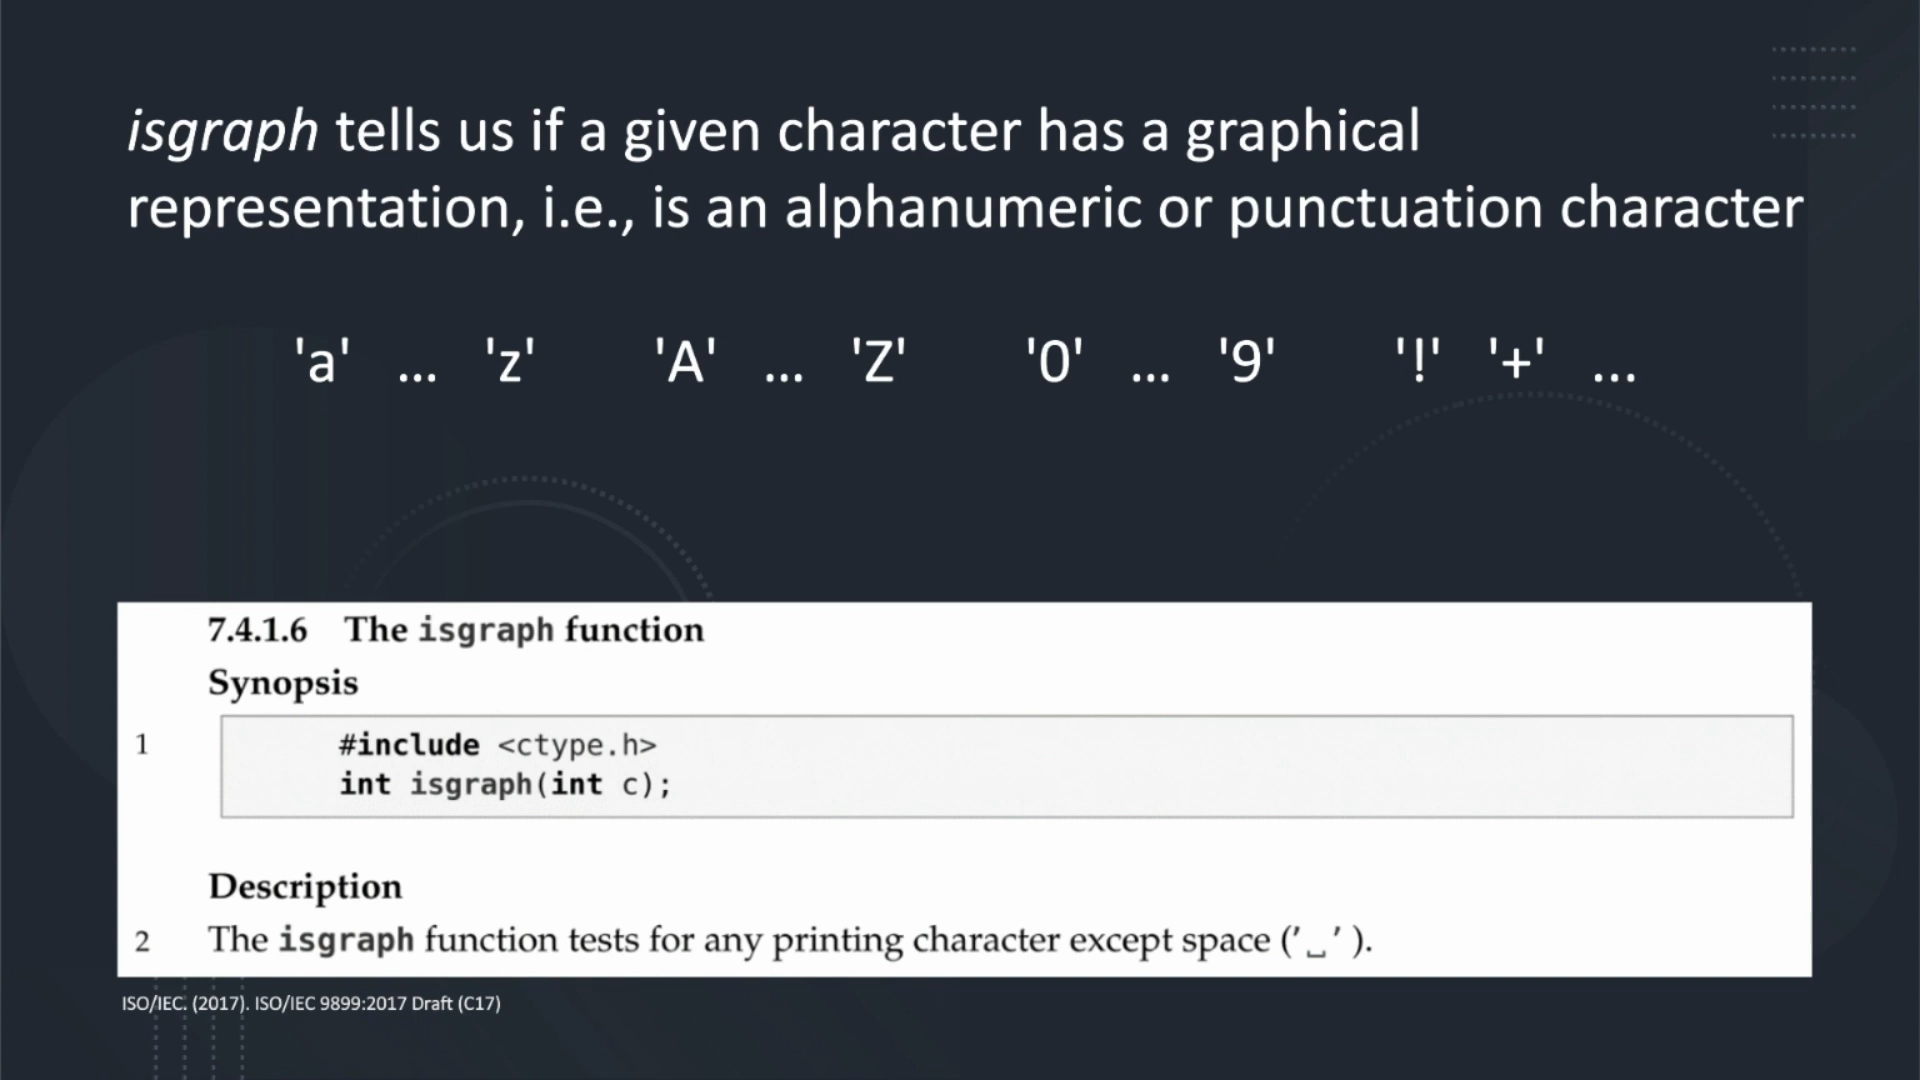 isgraph tells us if a given character has a graphical
representation, i.e., is an alphanumeric or punctuation character
'a' ... 'z' 'A' ... 'Z' '0' ... '9' '!' '+' ...
7.4.1.6 The isgraph function
Synopsis
1 #include <ctype.h>
int isgraph(int c);
Description
2 The isgraph function tests for any printing character except space ('␣').
ISO/IEC. (2017). ISO/IEC 9899:2017 Draft (C17)